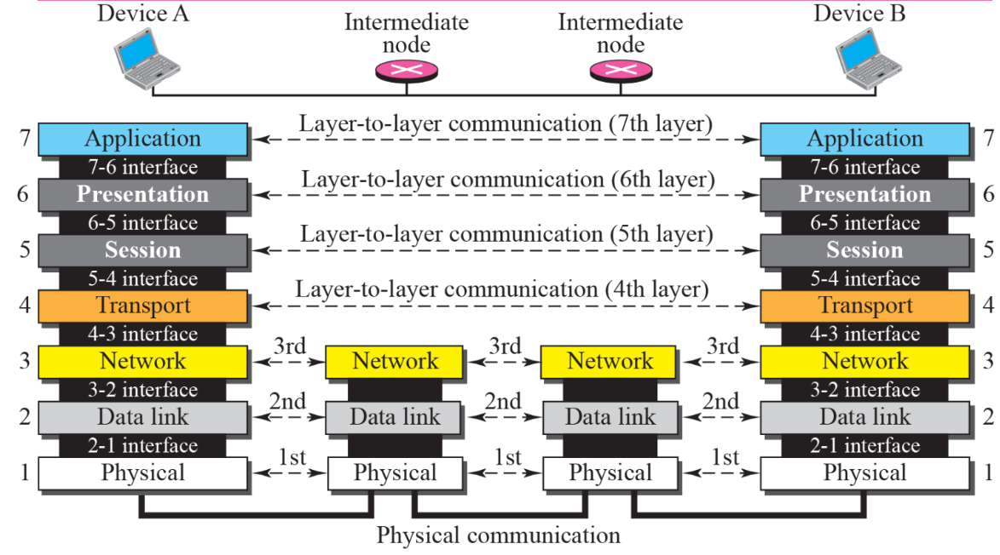 Device A
Intermediate
node
Intermediate
node
Device B
7 Application Layer-to-layer communication (7th layer) Application 7
7-6 interface 7-6 interface
6 Presentation Layer-to-layer communication (6th layer) Presentation 6
6-5 interface 6-5 interface
5 Session Layer-to-layer communication (5th layer) Session 5
5-4 interface 5-4 interface
4 Transport Layer-to-layer communication (4th layer) Transport 4
4-3 interface 4-3 interface
3 Network 3rd Network 3rd Network 3rd Network 3
3-2 interface 3-2 interface
2 Data link 2nd Data link 2nd Data link 2nd Data link 2
2-1 interface 2-1 interface
1 Physical 1st Physical 1st Physical 1st Physical 1
Physical communication